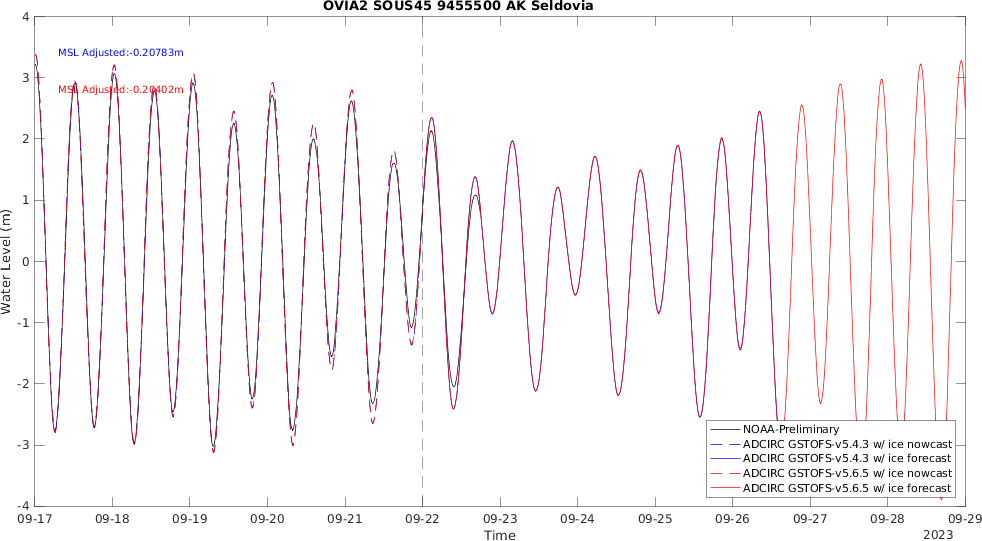 OVIA2 SOUS45 9455500 AK Seldovia
MSL Adjusted:-0.20783m
MSL Adjusted:-0.20402m
Water Level (m)
4
3
2
1
0
-1
-2
-3
-4
NOAA-Preliminary
ADCIRC GSTOFS-v5.4.3 w/ ice nowcast
ADCIRC GSTOFS-v5.4.3 w/ ice forecast
ADCIRC GSTOFS-v5.6.5 w/ ice nowcast
ADCIRC GSTOFS-v5.6.5 w/ ice forecast
09-17 09-18 09-19 09-20 09-21 09-22 09-23 09-24 09-25 09-26 09-27 09-28 09-29
Time
2023